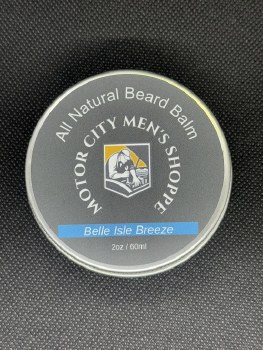 All Natural Beard Balm
MOTOR CITY MEN'S SHOPPE
Belle Isle Breeze
2oz / 60ml